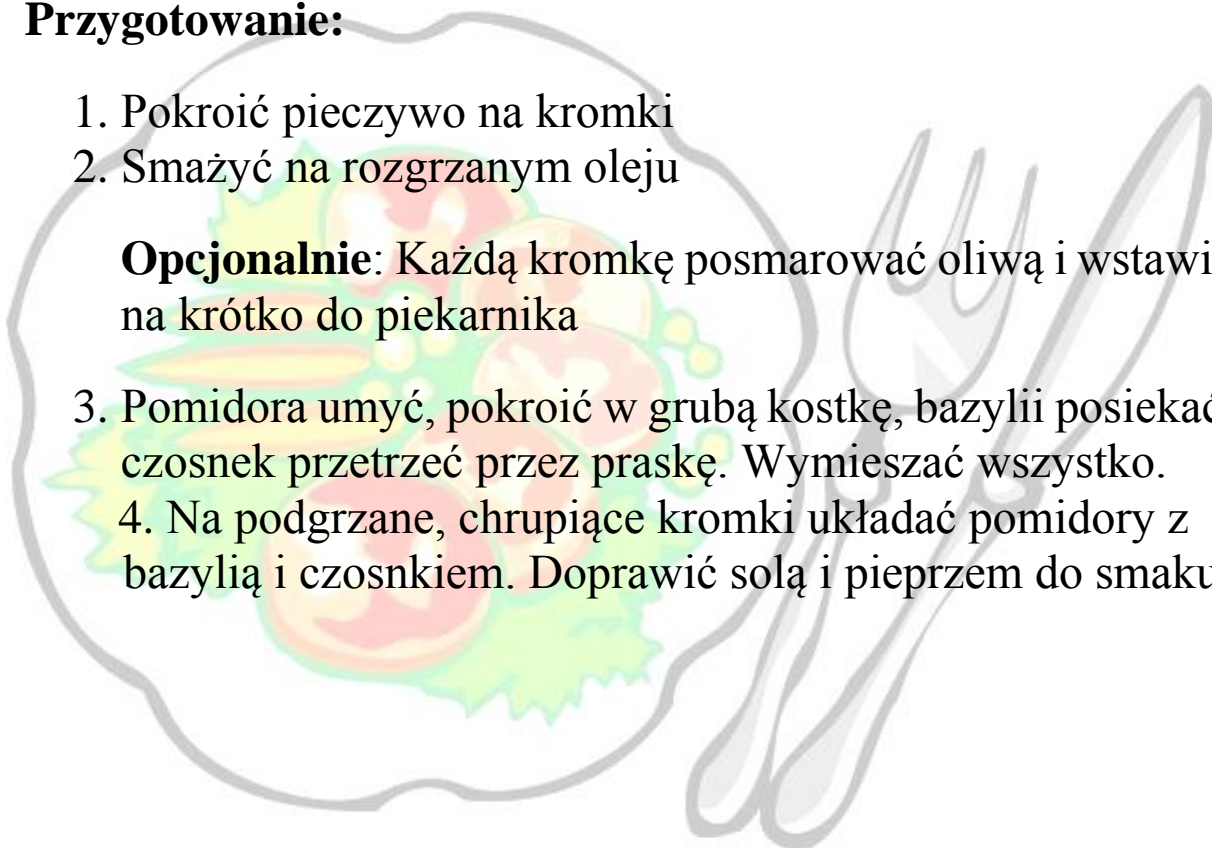 Przygotowanie:
1. Pokroić pieczywo na kromki
2. Smażyć na rozgrzanym oleju
Opcjonalnie: Każdą kromkę posmarować oliwą i wstawi
na krótko do piekarnika
3. Pomidora umyć, pokroić w grubą kostkę, bazylii posiekać
czosnek przetrzeć przez praskę. Wymieszać wszystko.
4. Na podgrzane, chrupiące kromki układać pomidory z
bazylią i czosnkiem. Doprawić solą i pieprzem do smaku